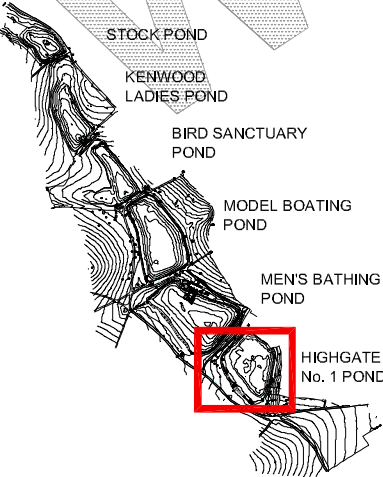 STOCK POND
KENWOOD
LADIES POND
BIRD SANCTUARY
POND
MODEL BOATING
POND
MEN'S BATHING
POND
HIGHGATE
No. 1 POND